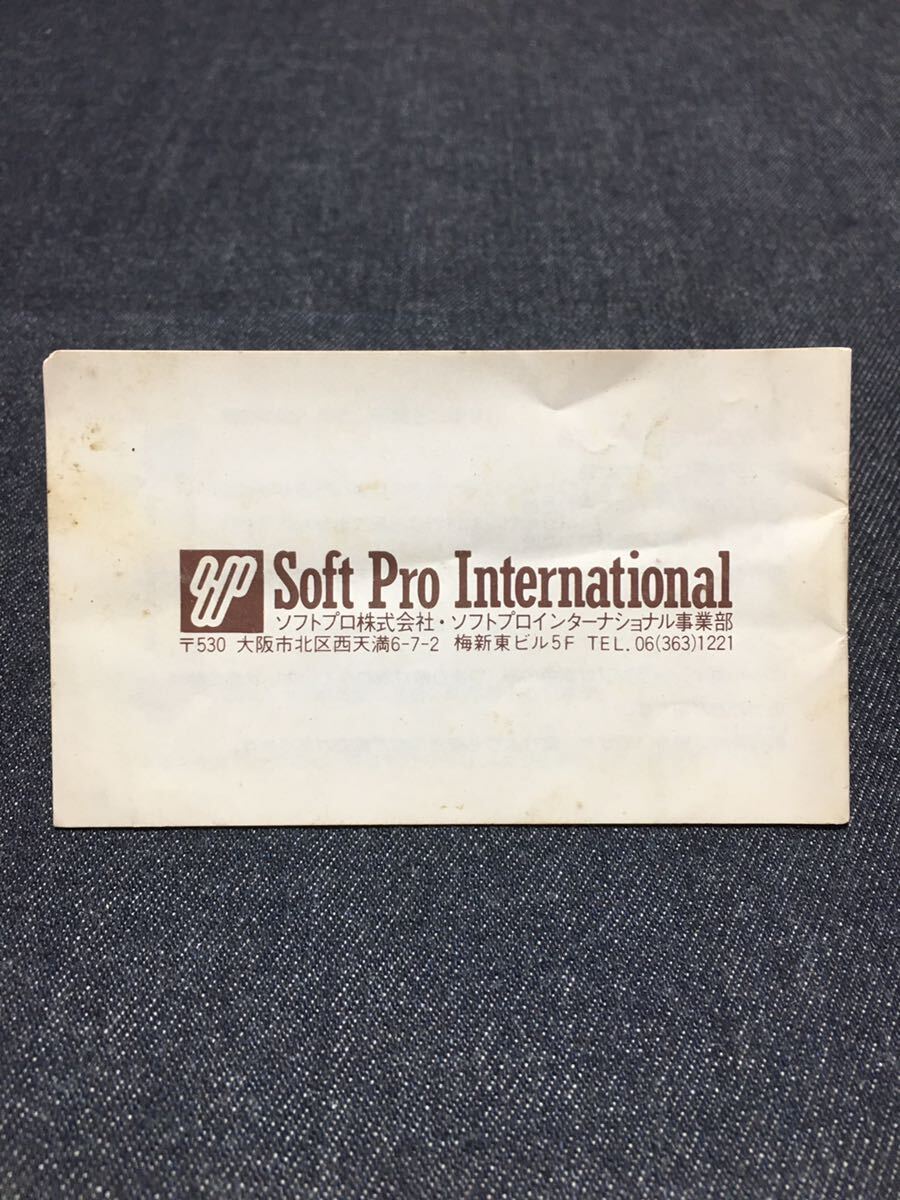 Soft Pro International
ソフトプロ株式会社・ソフトプロインターナショナル事業部
〒530 大阪市北区西天満6-7-2 梅新東ビル5F TEL. 06(363)1221